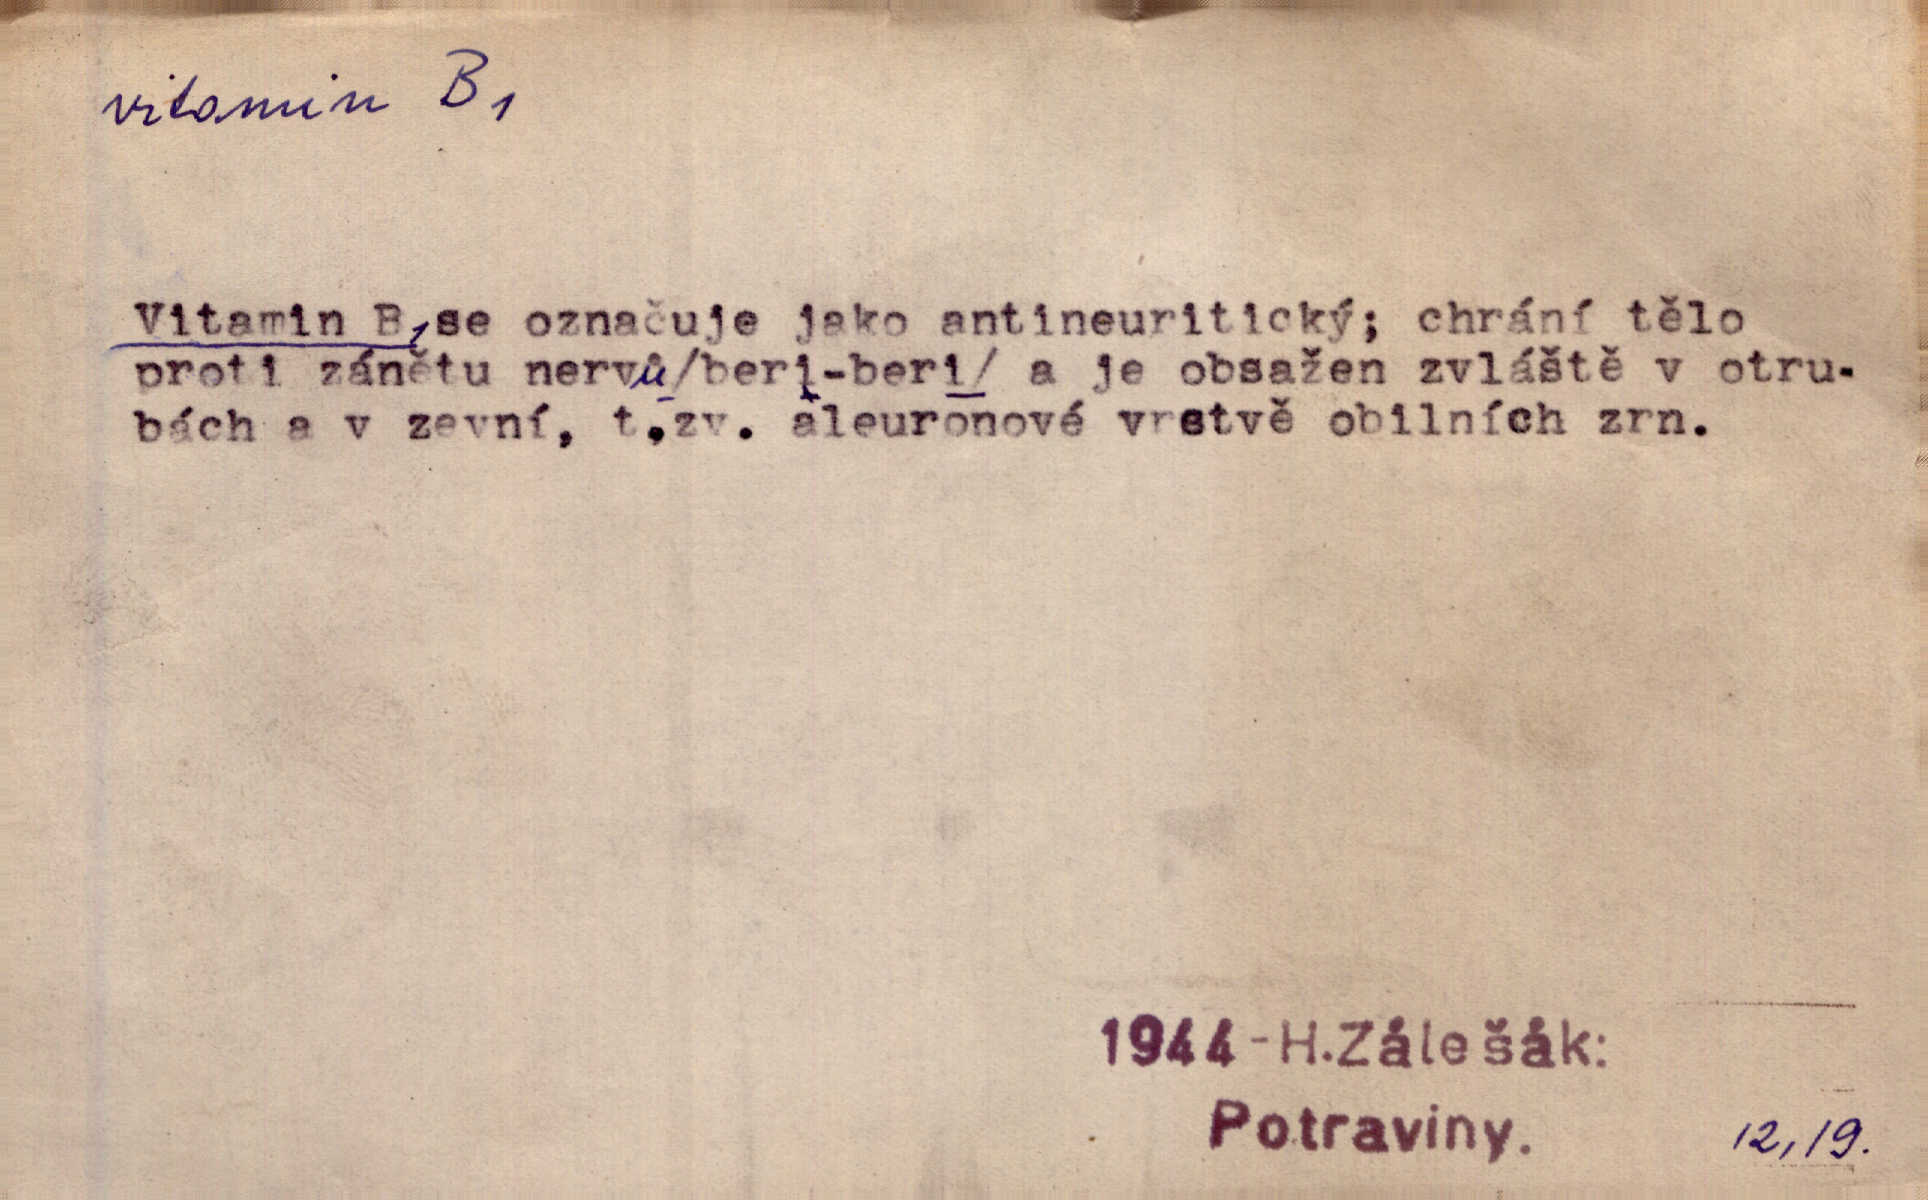 vitamin B1
Vitamin B1 se označuje jako antineuritický; chrání tělo
proti zánětu nervů /beri-beri/ a je obsažen zvláště v otru-
bách a v zevní, t.zv. aleuronové vrstvě obilních zrn.
1944 - H.Zálešák:
Potraviny.
12,19.